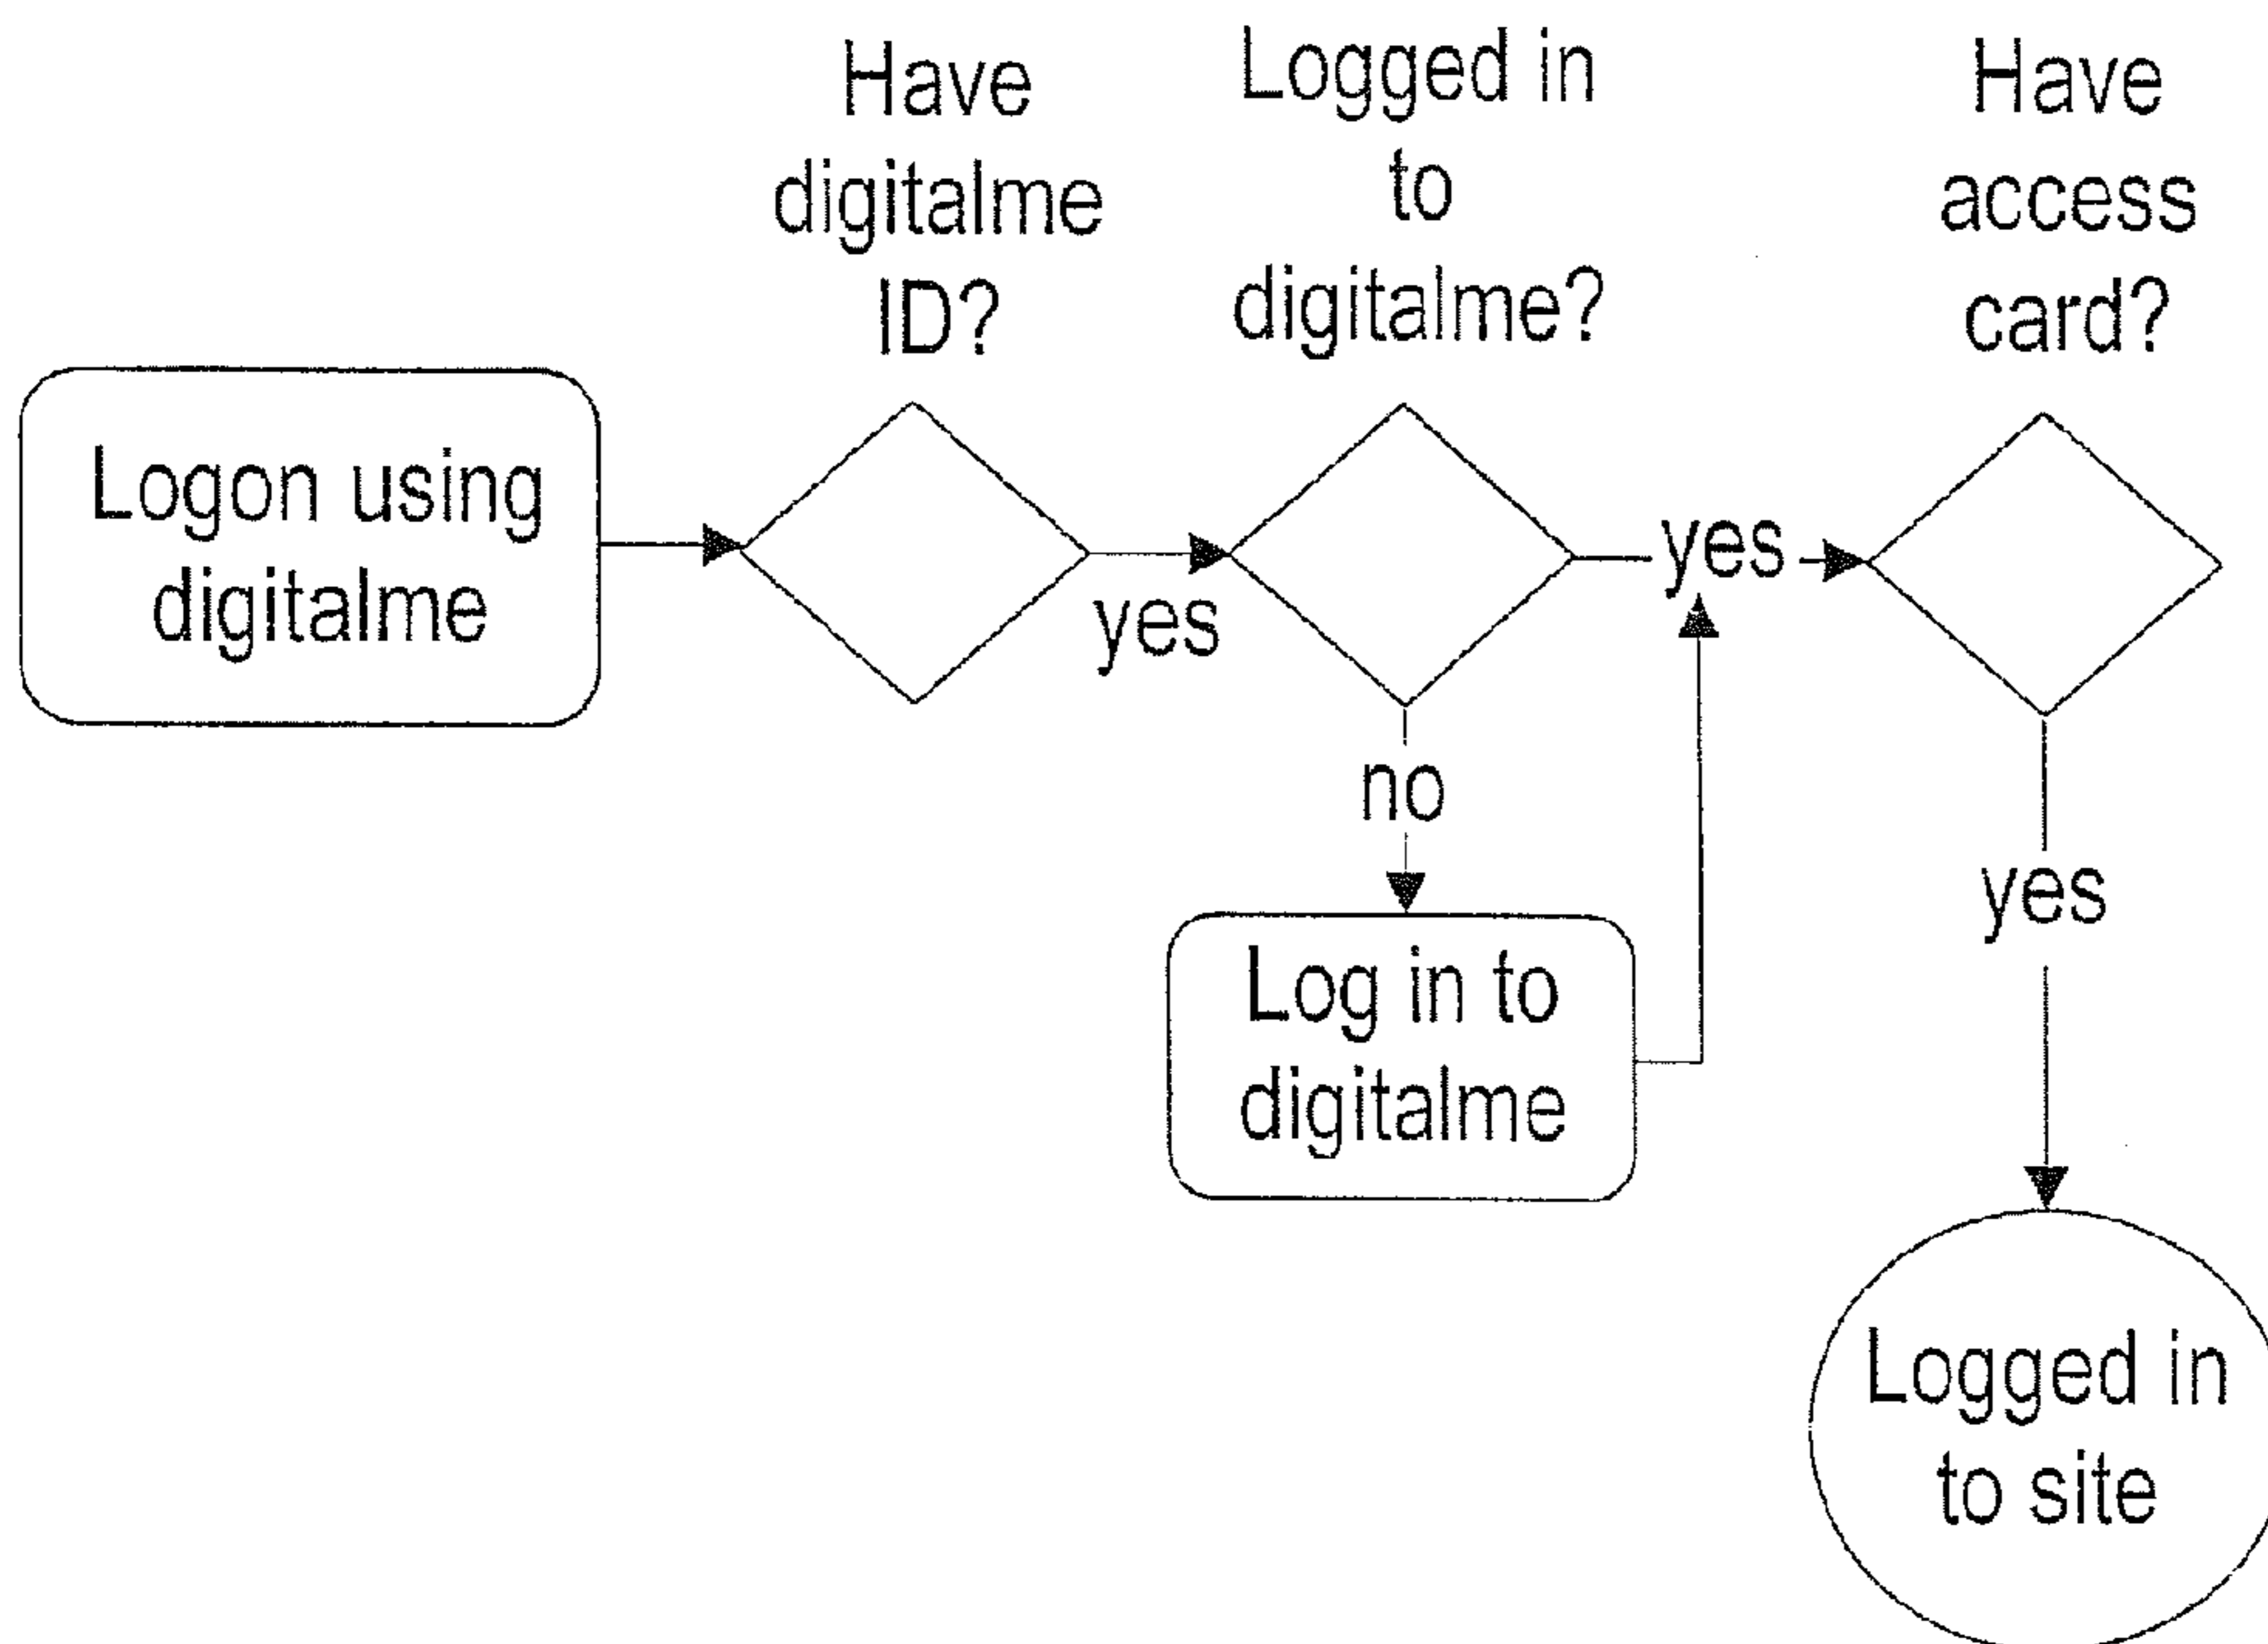 Have
digitalme
ID?
Logged in
to
digitalme?
Have
access
card?
Logon using
digitalme
yes
yes
no
Log in to
digitalme
yes
Logged in
to site